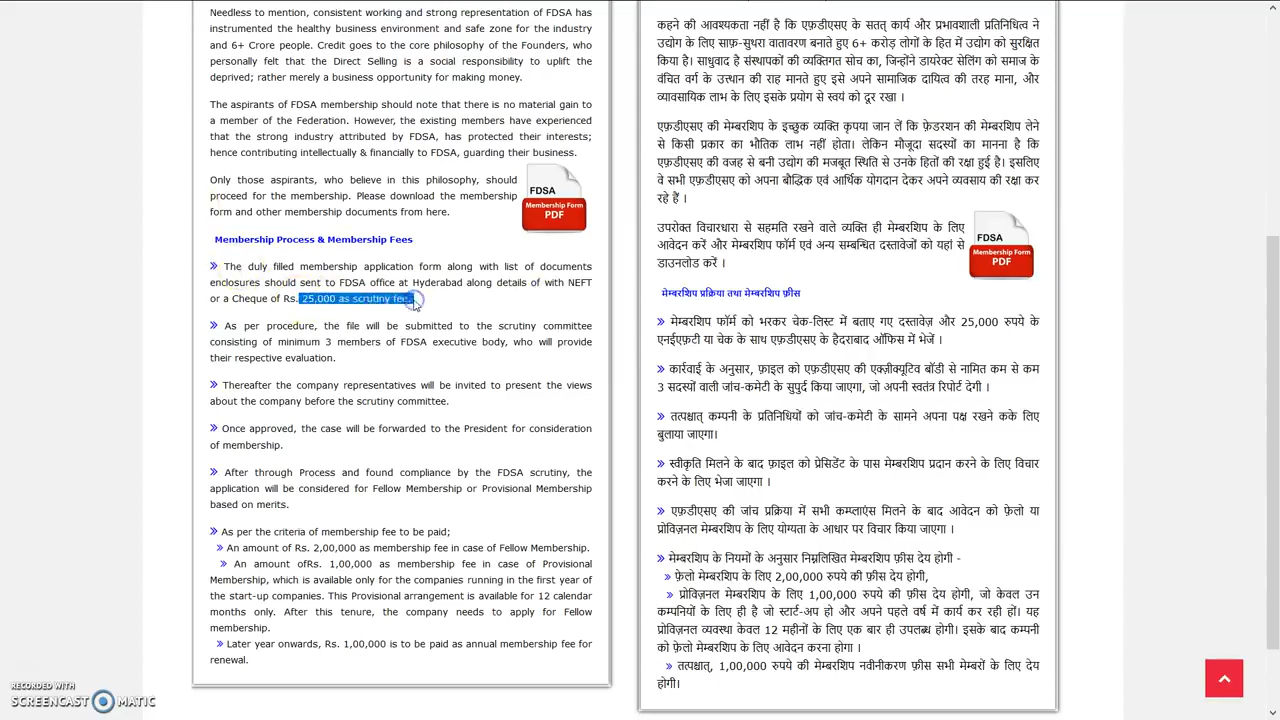 Needless to mention, consistent working and strong representation of FDSA has
instrumented the healthy business environment and safe zone for the industry
and 6+ Crore people. Credit goes to the core philosophy of the Founders, who
personally felt that the Direct Selling is a social responsibility to uplift the
deprived; rather merely a business opportunity for making money.
The aspirants of FDSA membership should note that there is no material gain to
a member of the Federation. However, the existing members have experienced
that the strong industry attributed by FDSA, has protected their interests;
hence contributing intellectually & financially to FDSA, guarding their business.
Only those aspirants, who believe in this philosophy, should
proceed for the membership. Please download the membership
form and other membership documents from here.
FDSA
Membership Form
PDF
Membership Process & Membership Fees
» The duly filled membership application form along with list of documents
enclosures should sent to FDSA office at Hyderabad along details of with NEFT
or a Cheque of Rs. 25,000 as scrutiny fee.
» As per procedure, the file will be submitted to the scrutiny committee
consisting of minimum 3 members of FDSA executive body, who will provide
their respective evaluation.
» Thereafter the company representatives will be invited to present the views
about the company before the scrutiny committee.
» Once approved, the case will be forwarded to the President for consideration
of membership.
» After through Process and found compliance by the FDSA scrutiny, the
application will be considered for Fellow Membership or Provisional Membership
based on merits.
» As per the criteria of membership fee to be paid;
» An amount of Rs. 2,00,000 as membership fee in case of Fellow Membership.
» An amount ofRs. 1,00,000 as membership fee in case of Provisional
Membership, which is available only for the companies running in the first year of
the start-up companies. This Provisional arrangement is available for 12 calendar
months only. After this tenure, the company needs to apply for Fellow
membership.
» Later year onwards, Rs. 1,00,000 is to be paid as annual membership fee for
renewal.
कहने की आवश्यकता नहीं है कि एफ़डीएसए के सतत् कार्य और प्रभावशाली प्रतिनिधित्व ने
उद्योग के लिए साफ़-सुथरा वातावरण बनाते हुए 6+ करोड़ लोगों के हित में उद्योग को सुरक्षित
किया है। साधुवाद है संस्थापकों की व्यक्तिगत सोच का, जिन्होंने डायरेक्ट सेलिंग को समाज के
वंचित वर्ग के उत्त्थान की राह मानते हुए इसे अपने सामाजिक दायित्व की तरह माना, और
व्यावसायिक लाभ के लिए इसके प्रयोग से स्वयं को दूर रखा ।
एफ़डीएसए की मेम्बरशिप के इच्छुक व्यक्ति कृपया जान लें कि फ़ेडरशन की मेम्बरशिप लेने
से किसी प्रकार का भौतिक लाभ नहीं होता। लेकिन मौजूदा सदस्यों का मानना है कि
एफ़डीएसए की वजह से बनी उद्योग की मजबूत स्थिति से उनके हितों की रक्षा हुई है। इसलिए
वे सभी एफ़डीएसए को अपना बौद्धिक एवं आर्थिक योगदान देकर अपने व्यवसाय की रक्षा कर
रहे हैं ।
उपरोक्त विचारधारा से सहमति रखने वाले व्यक्ति ही मेम्बरशिप के लिए
आवेदन करें और मेम्बरशिप फॉर्म एवं अन्य सम्बन्धित दस्तावेजों को यहां से
डाउनलोड करें ।
FDSA
Membership Form
PDF
मेम्बरशिप प्रक्रिया तथा मेम्बरशिप फ़ीस
» मेम्बरशिप फॉर्म को भरकर चेक-लिस्ट में बताए गए दस्तावेज़ और 25,000 रुपये के
एनईएफ़टी या चेक के साथ एफ़डीएसए के हैदराबाद ऑफिस में भेजें ।
» कार्रवाई के अनुसार, फ़ाइल को एफ़डीएसए की एक्ज़ीक्यूटिव बॉडी से नामित कम से कम
3 सदस्यों वाली जांच-कमेटी के सुपुर्द किया जाएगा, जो अपनी स्वतंत्र रिपोर्ट देगी ।
» तत्पश्चात् कम्पनी के प्रतिनिधियों को जांच-कमेटी के सामने अपना पक्ष रखने कके लिए
बुलाया जाएगा।
» स्वीकृति मिलने के बाद फ़ाइल को प्रेसिडेंट के पास मेम्बरशिप प्रदान करने के लिए विचार
करने के लिए भेजा जाएगा ।
» एफ़डीएसए की जांच प्रक्रिया में सभी कम्प्लाएंस मिलने के बाद आवेदन को फ़ेलो या
प्रोविज़नल मेम्बरशिप के लिए योग्यता के आधार पर विचार किया जाएगा ।
» मेम्बरशिप के नियमों के अनुसार निम्नलिखित मेम्बरशिप फ़ीस देय होगी -
» फ़ेलो मेम्बरशिप के लिए 2,00,000 रुपये की फ़ीस देय होगी,
» प्रोविज़नल मेम्बरशिप के लिए 1,00,000 रुपये की फ़ीस देय होगी, जो केवल उन
कम्पनियों के लिए ही है जो स्टार्ट-अप हो और अपने पहले वर्ष में कार्य कर रही हों। यह
प्रोविज़नल व्यवस्था केवल 12 महीनों के लिए एक बार ही उपलब्ध होगी। इसके बाद कम्पनी
को फ़ेलो मेम्बरशिप के लिए आवेदन करना होगा ।
» तत्पश्चात्, 1,00,000 रुपये की मेम्बरशिप नवीनीकरण फ़ीस सभी मेम्बरों के लिए देय
होगी।
RECORDED WITH
SCREENCAST MATIC